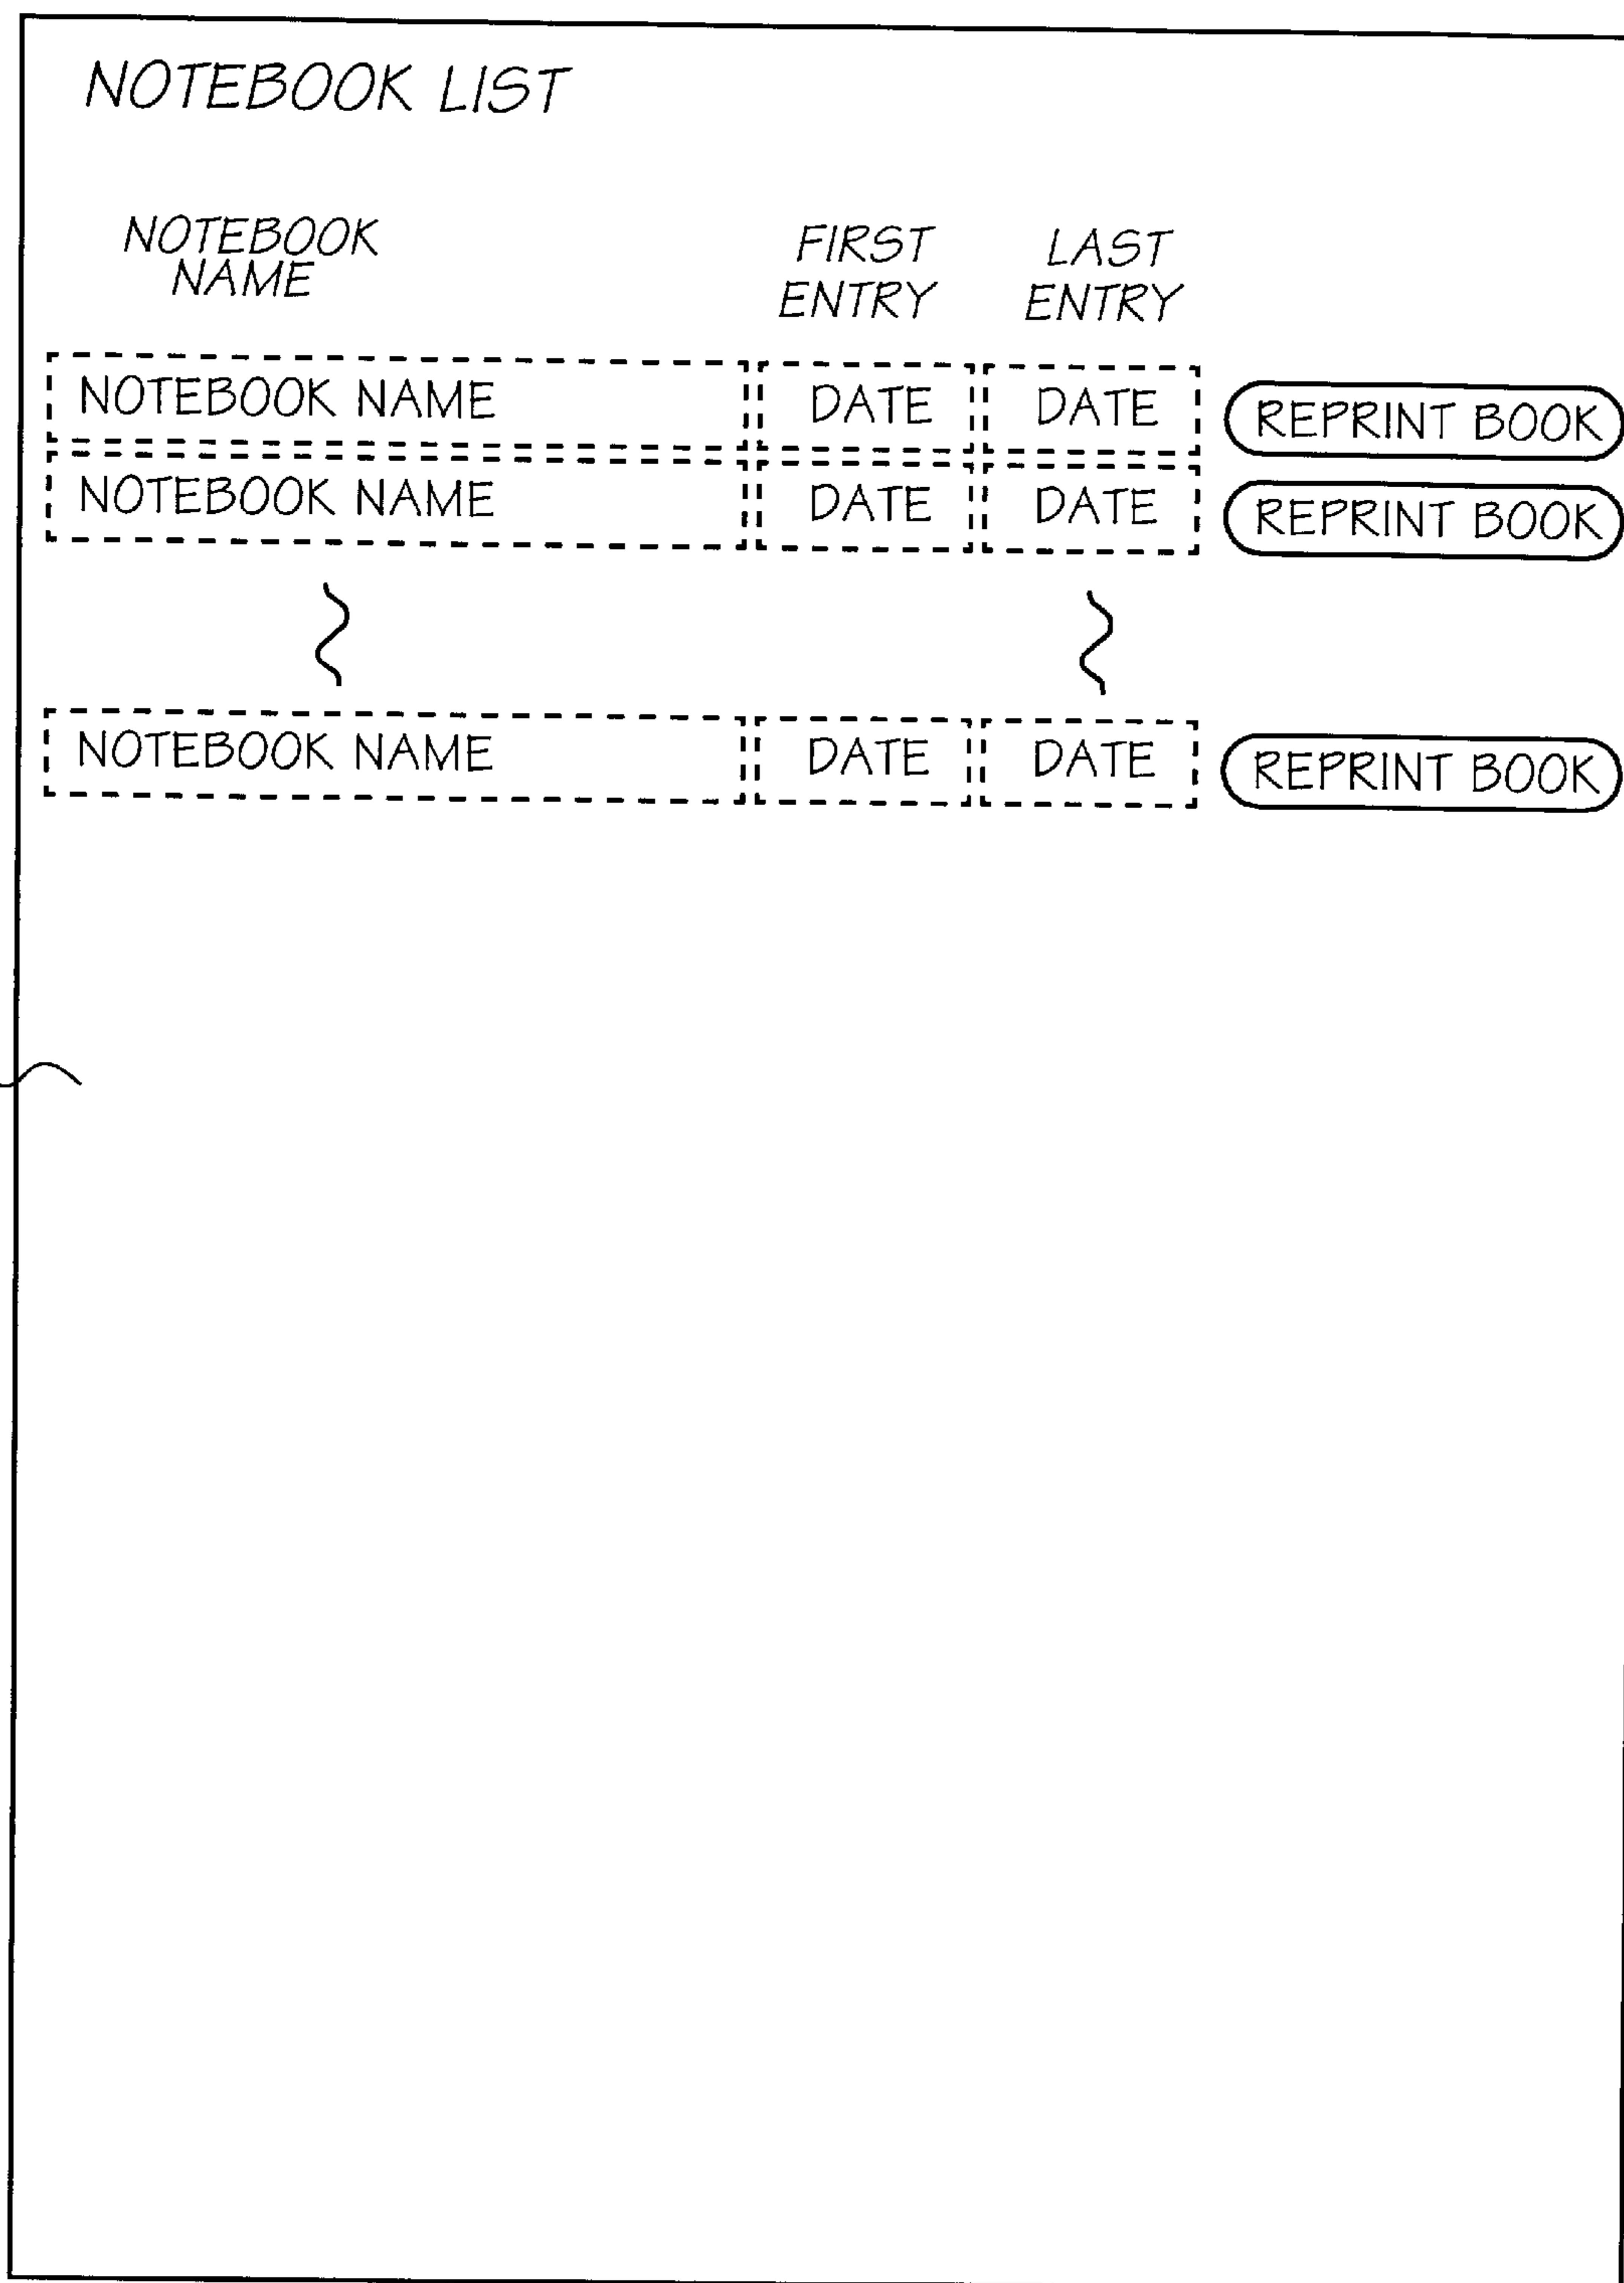 NOTEBOOK LIST
NOTEBOOK
NAME
FIRST
ENTRY
LAST
ENTRY
NOTEBOOK NAME DATE DATE REPRINT BOOK
NOTEBOOK NAME DATE DATE REPRINT BOOK
NOTEBOOK NAME DATE DATE REPRINT BOOK